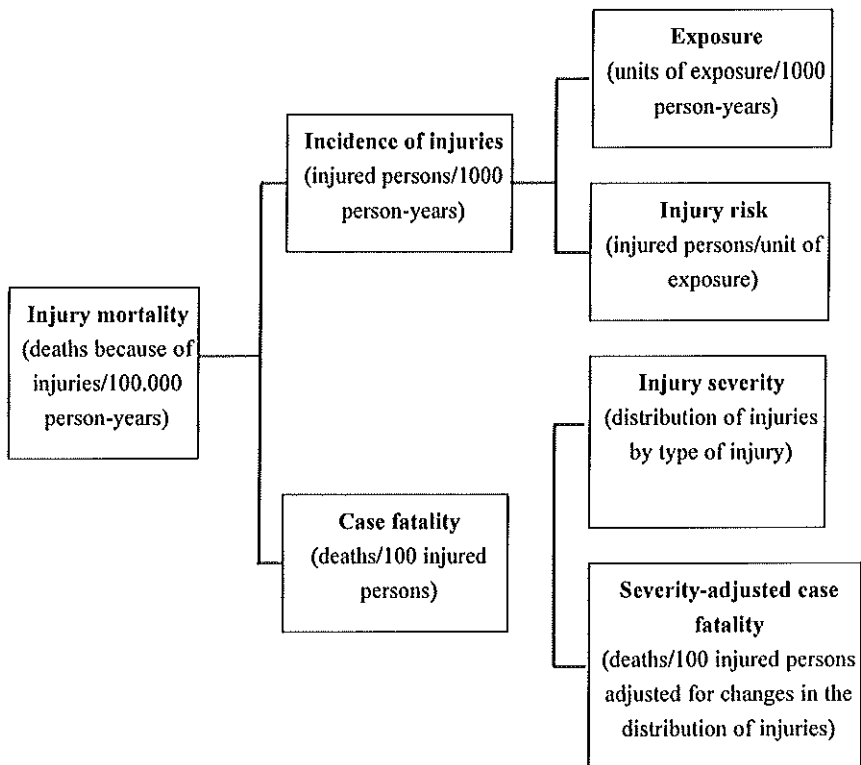 Exposure
(units of exposure/1000
person-years)
Incidence of injuries
(injured persons/1000
person-years)
Injury risk
(injured persons/unit of
exposure)
Injury mortality
(deaths because of
injuries/100.000
person-years)
Injury severity
(distribution of injuries
by type of injury)
Case fatality
(deaths/100 injured
persons)
Severity-adjusted case
fatality
(deaths/100 injured persons
adjusted for changes in the
distribution of injuries)